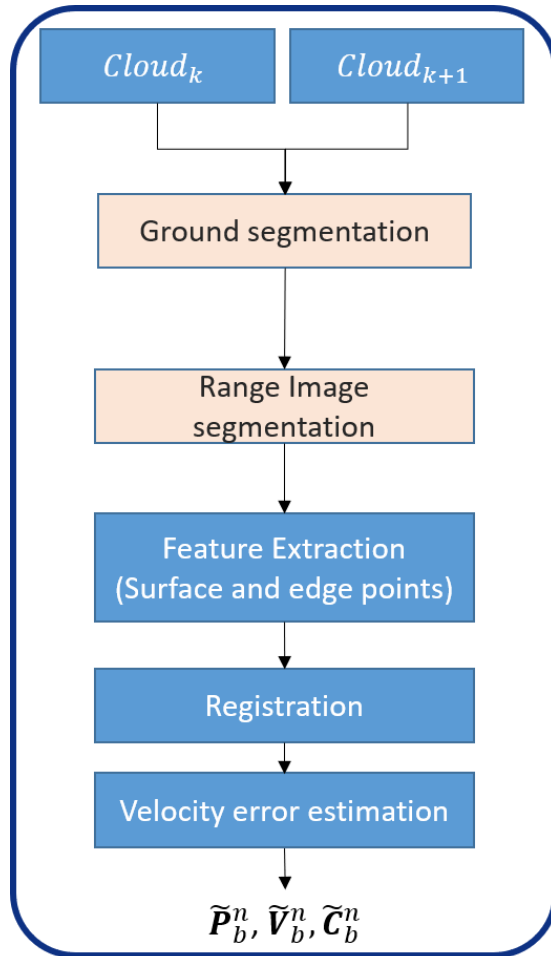 Cloud_k
Cloud_{k+1}
Ground segmentation
Range Image
segmentation
Feature Extraction
(Surface and edge points)
Registration
Velocity error estimation
P̃_b^n, Ṽ_b^n, C̃_b^n